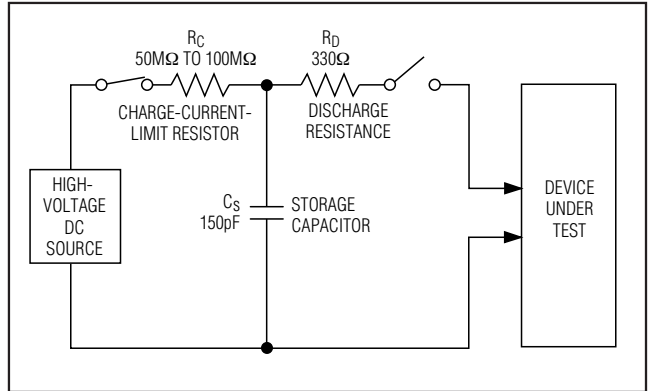 RC
50MΩ TO 100MΩ
CHARGE-CURRENT-
LIMIT RESISTOR
RD
330Ω
DISCHARGE
RESISTANCE
HIGH-
VOLTAGE
DC
SOURCE
CS
150pF
STORAGE
CAPACITOR
DEVICE
UNDER
TEST